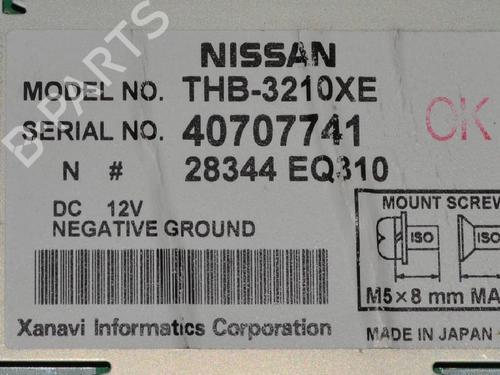 NISSAN
MODEL NO. THB-3210XE
SERIAL NO. 40707741
OK
N # 28344 EQ310
DC 12V
NEGATIVE GROUND
MOUNT SCREW
ISO ISO
M5×8 mm MA
Xanavi Informatics Corporation
MADE IN JAPAN
B-PARTS